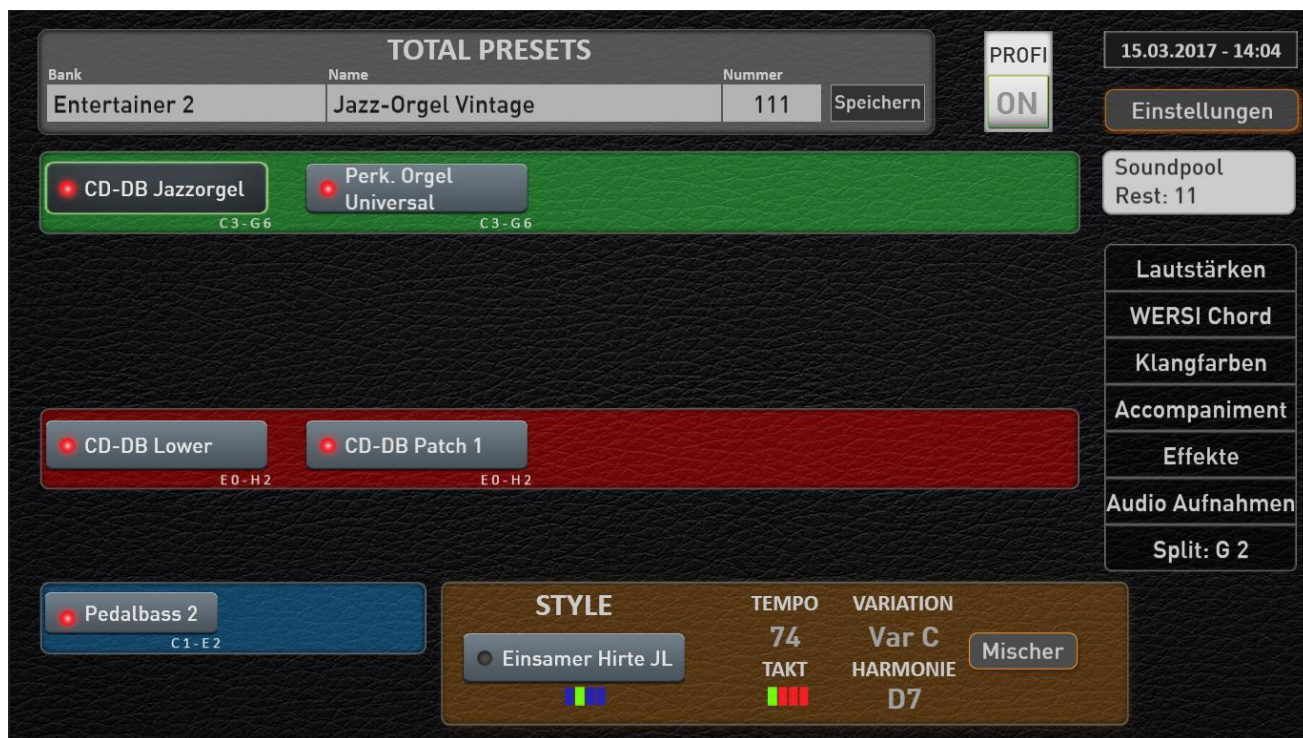 TOTAL PRESETS
Bank Name Nummer
Entertainer 2 Jazz-Orgel Vintage 111 Speichern
PROFI
ON
15.03.2017 - 14:04
Einstellungen
CD-DB Jazzorgel
C3-G6
Perk. Orgel
Universal
C3-G6
Soundpool
Rest: 11
Lautstärken
WERSI Chord
Klangfarben
Accompaniment
Effekte
Audio Aufnahmen
Split: G 2
CD-DB Lower
E0-H2
CD-DB Patch 1
E0-H2
Pedalbass 2
C1-E2
STYLE
Einsamer Hirte JL
TEMPO
74
TAKT
VARIATION
Var C
HARMONIE
D7
Mischer